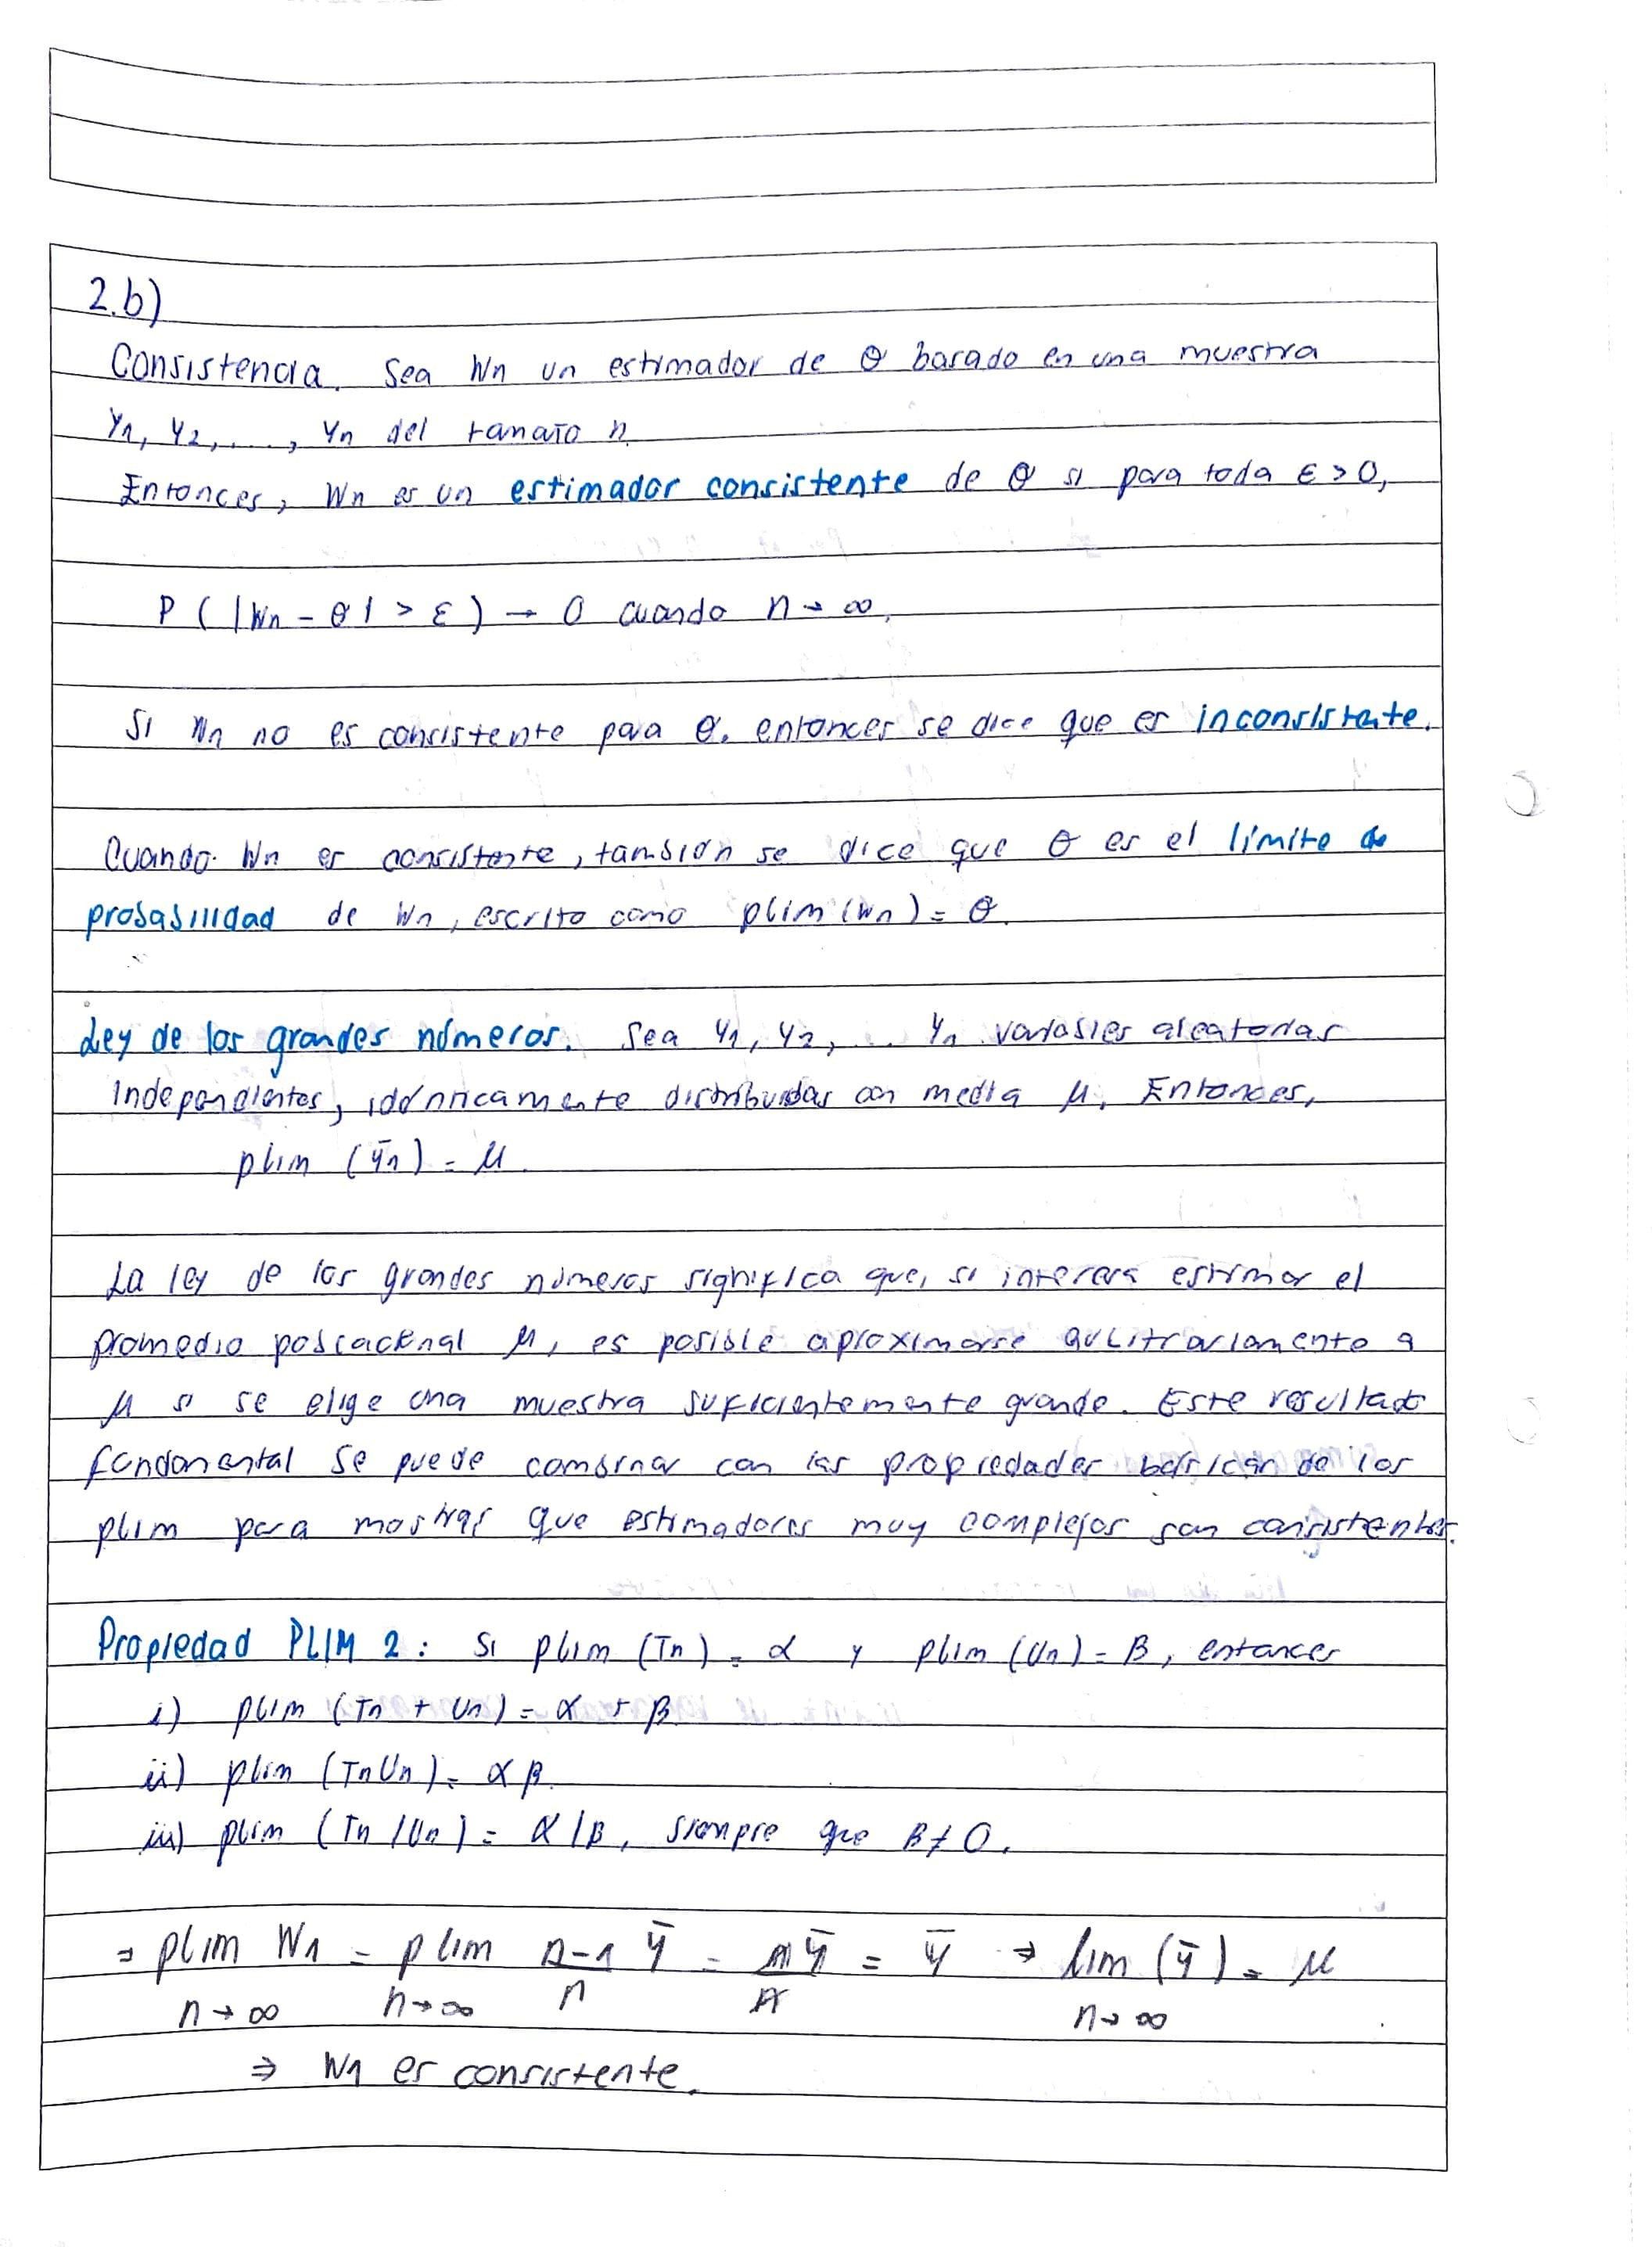 2.b)
Consistencia. Sea Wn un estimador de θ basado en una muestra
Y1, Y2, ...., Yn del tamaño n.
Entonces, Wn es un estimador consistente de θ si para toda ε > 0,
P ( |Wn - θ| > ε ) → 0 cuando n → ∞.
Si Wn no es consistente para θ, entonces se dice que es inconsistente.
Cuando Wn es consistente, también se dice que θ es el límite de
probabilidad de Wn, escrito como plim (Wn) = θ.
Ley de los grandes números. Sea Y1, Y2, ... Yn variables aleatorias
independientes, idénticamente distribuidas con media μ. Entonces,
plim (Ȳn) = μ.
La ley de los grandes números significa que, si interesa estimar el
promedio poblacional μ, es posible aproximarse arbitrariamente a
μ si se elige una muestra suficientemente grande. Este resultado
fundamental se puede combinar con las propiedades básicas de los
plim para mostrar que estimadores muy complejos son consistentes.
Propiedad PLIM 2: Si plim (Tn) = α y plim (Un) = β, entonces
i) plim (Tn + Un) = α + β.
ii) plim (TnUn) = αβ.
iii) plim (Tn/Un) = α/β, siempre que β ≠ 0.
⇒ plim W1 = plim n-1/n Ȳ = nȲ/n = Ȳ ⇒ lim (Ȳ) = μ
n → ∞ n → ∞ n → ∞
⇒ W1 es consistente.